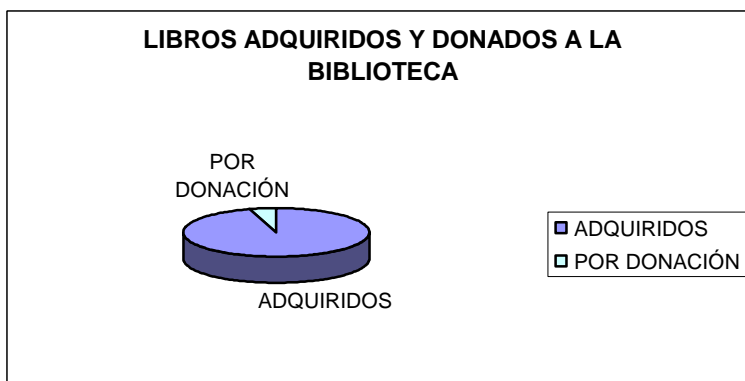 LIBROS ADQUIRIDOS Y DONADOS A LA
BIBLIOTECA
POR
DONACIÓN
ADQUIRIDOS
ADQUIRIDOS
POR DONACIÓN